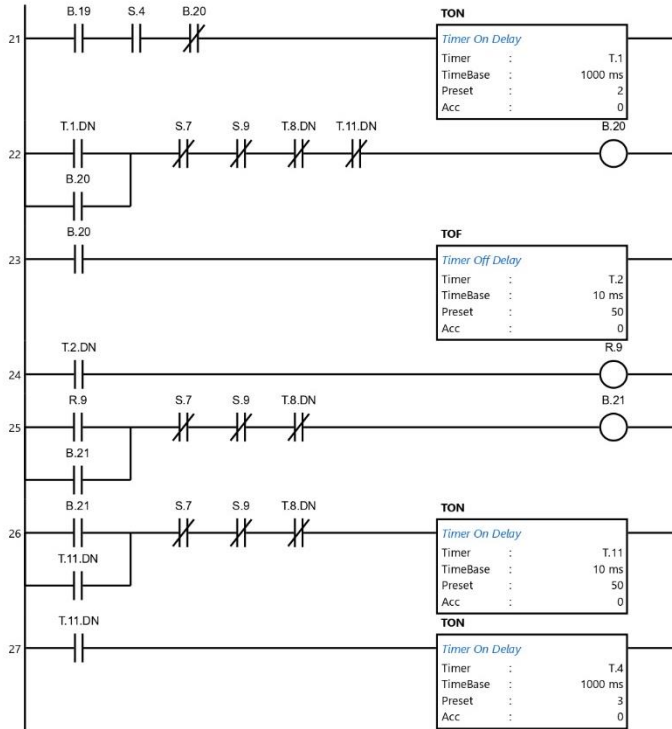 B.19 S.4 B.20
TON
21
Timer On Delay
Timer : T.1
TimeBase : 1000 ms
Preset : 2
Acc : 0
T.1.DN S.7 S.9 T.8.DN T.11.DN B.20
22
B.20
B.20
TOF
23
Timer Off Delay
Timer : T.2
TimeBase : 10 ms
Preset : 50
Acc : 0
T.2.DN R.9
24
R.9 S.7 S.9 T.8.DN B.21
25
B.21
B.21 S.7 S.9 T.8.DN
TON
26
Timer On Delay
Timer : T.11
TimeBase : 10 ms
Preset : 50
Acc : 0
T.11.DN
T.11.DN
TON
27
Timer On Delay
Timer : T.4
TimeBase : 1000 ms
Preset : 3
Acc : 0